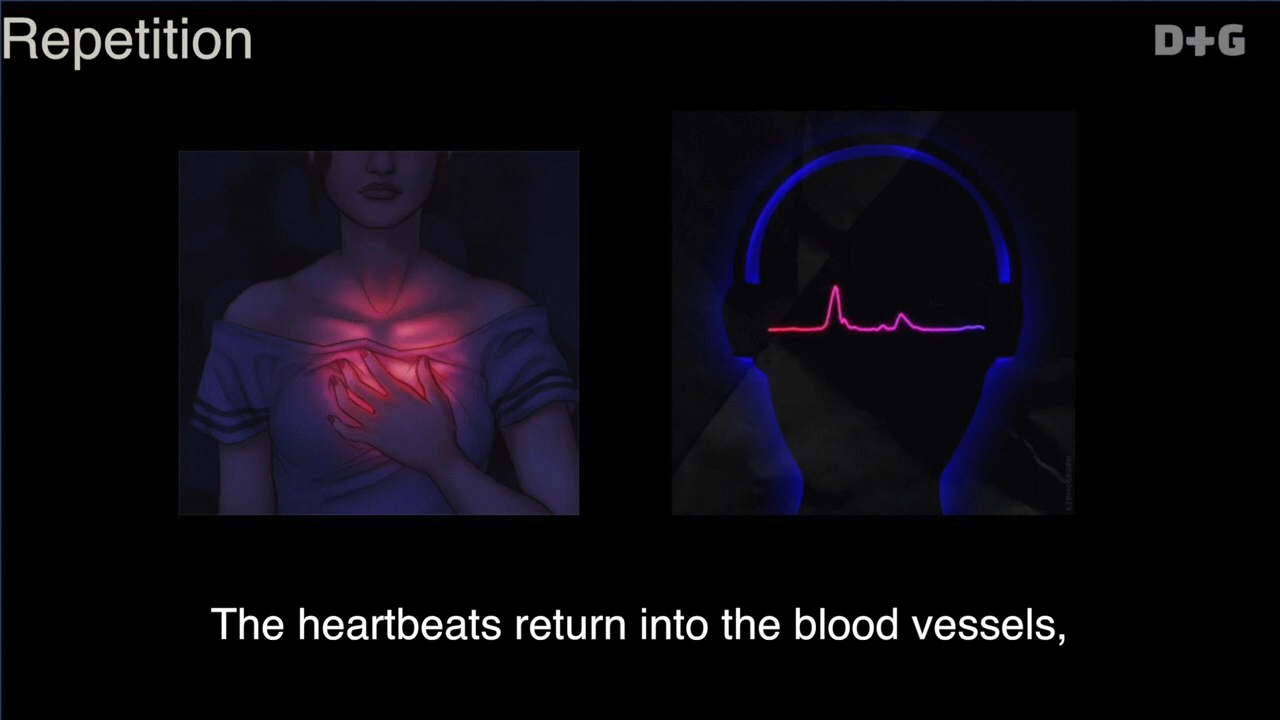 Repetition
D+G
The heartbeats return into the blood vessels,